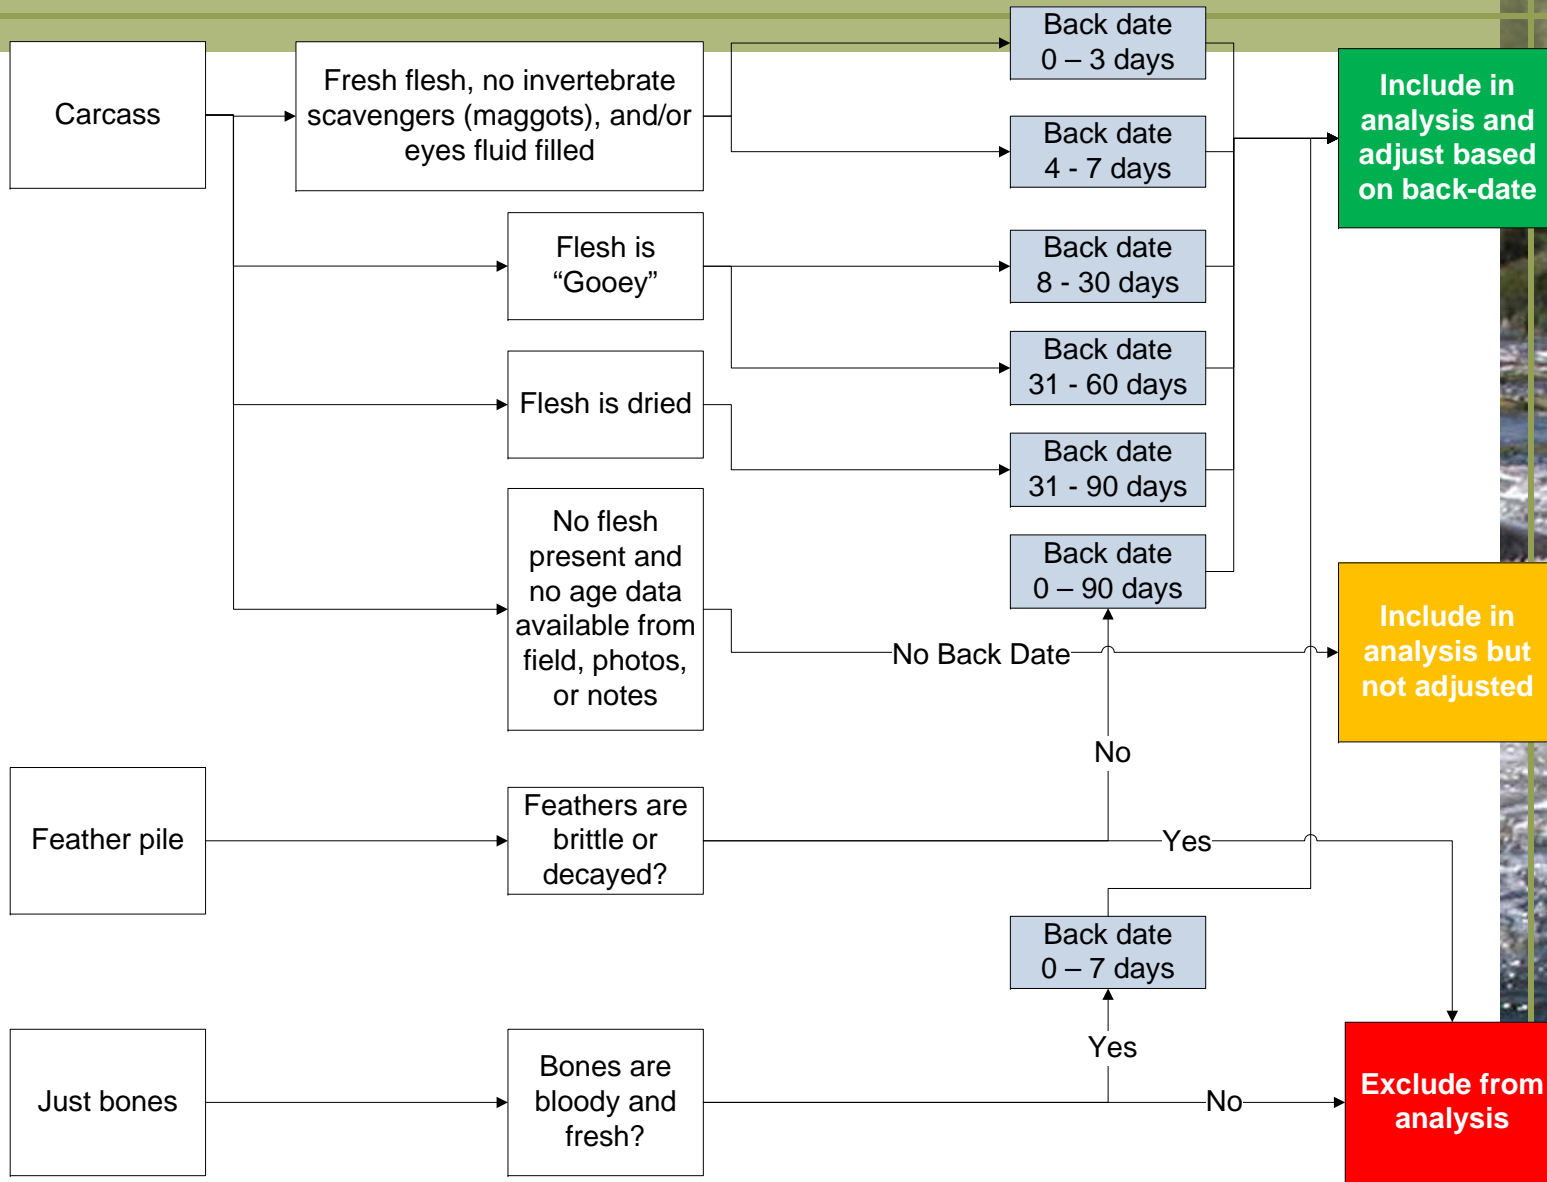 Carcass
Fresh flesh, no invertebrate
scavengers (maggots), and/or
eyes fluid filled
Back date
0 – 3 days
Back date
4 - 7 days
Include in
analysis and
adjust based
on back-date
Flesh is
“Gooey”
Back date
8 - 30 days
Back date
31 - 60 days
Flesh is dried
Back date
31 - 90 days
No flesh
present and
no age data
available from
field, photos,
or notes
Back date
0 – 90 days
No Back Date
Include in
analysis but
not adjusted
No
Feather pile
Feathers are
brittle or
decayed?
Yes
Back date
0 – 7 days
Yes
Just bones
Bones are
bloody and
fresh?
No
Exclude from
analysis